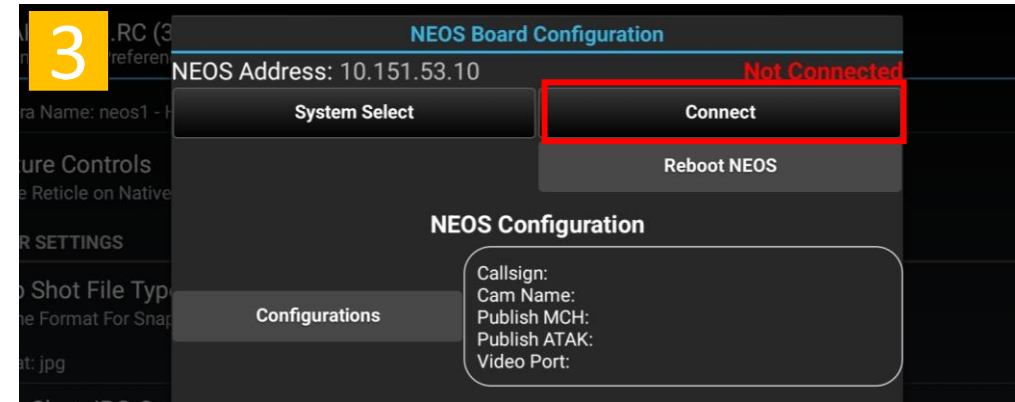 3
.RC (3
NEOS Board Configuration
NEOS Address: 10.151.53.10
Not Connected
ra Name: neos1 -
System Select
Connect
ure Controls
Reboot NEOS
e Reticle on Native
NEOS Configuration
R SETTINGS
Callsign:
Cam Name:
Shot File Typ
Configurations
Publish MCH:
e Format For Snap
Publish ATAK:
at: jpg
Video Port: